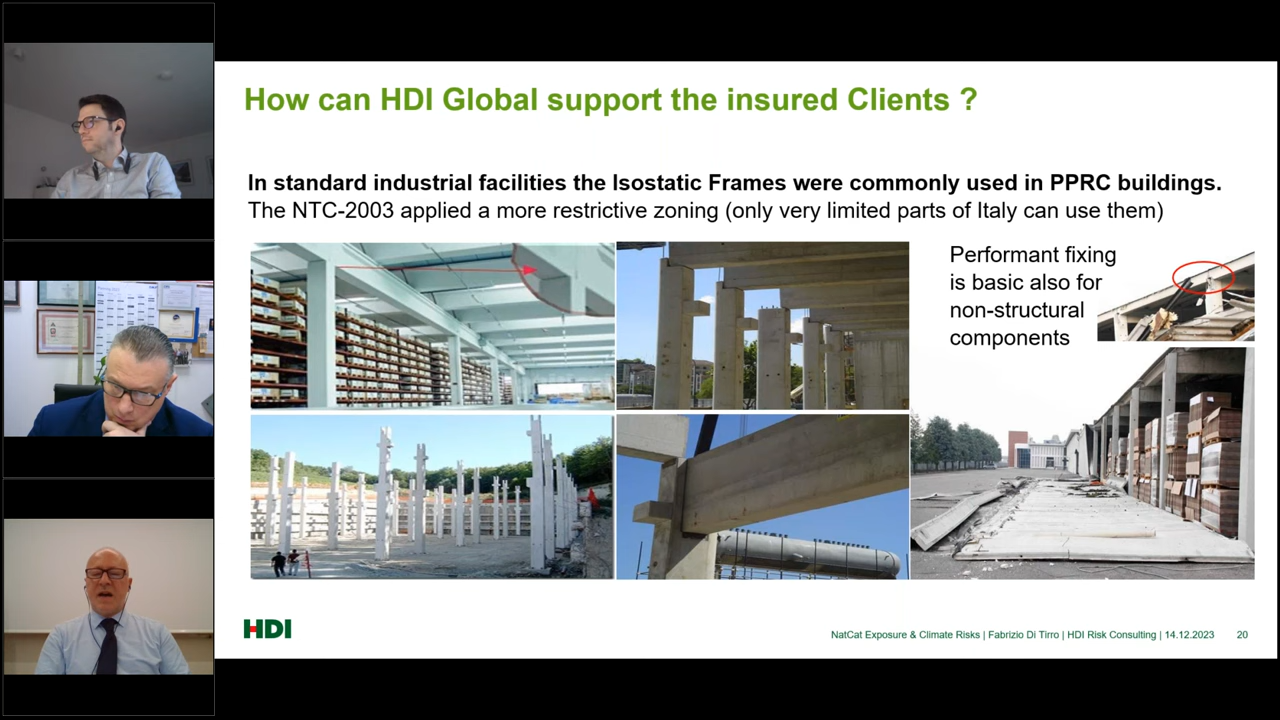 How can HDI Global support the insured Clients ?
In standard industrial facilities the Isostatic Frames were commonly used in PPRC buildings.
The NTC-2003 applied a more restrictive zoning (only very limited parts of Italy can use them)
Performant fixing
is basic also for
non-structural
components
HDI
NatCat Exposure & Climate Risks | Fabrizio Di Tirro | HDI Risk Consulting | 14.12.2023
20